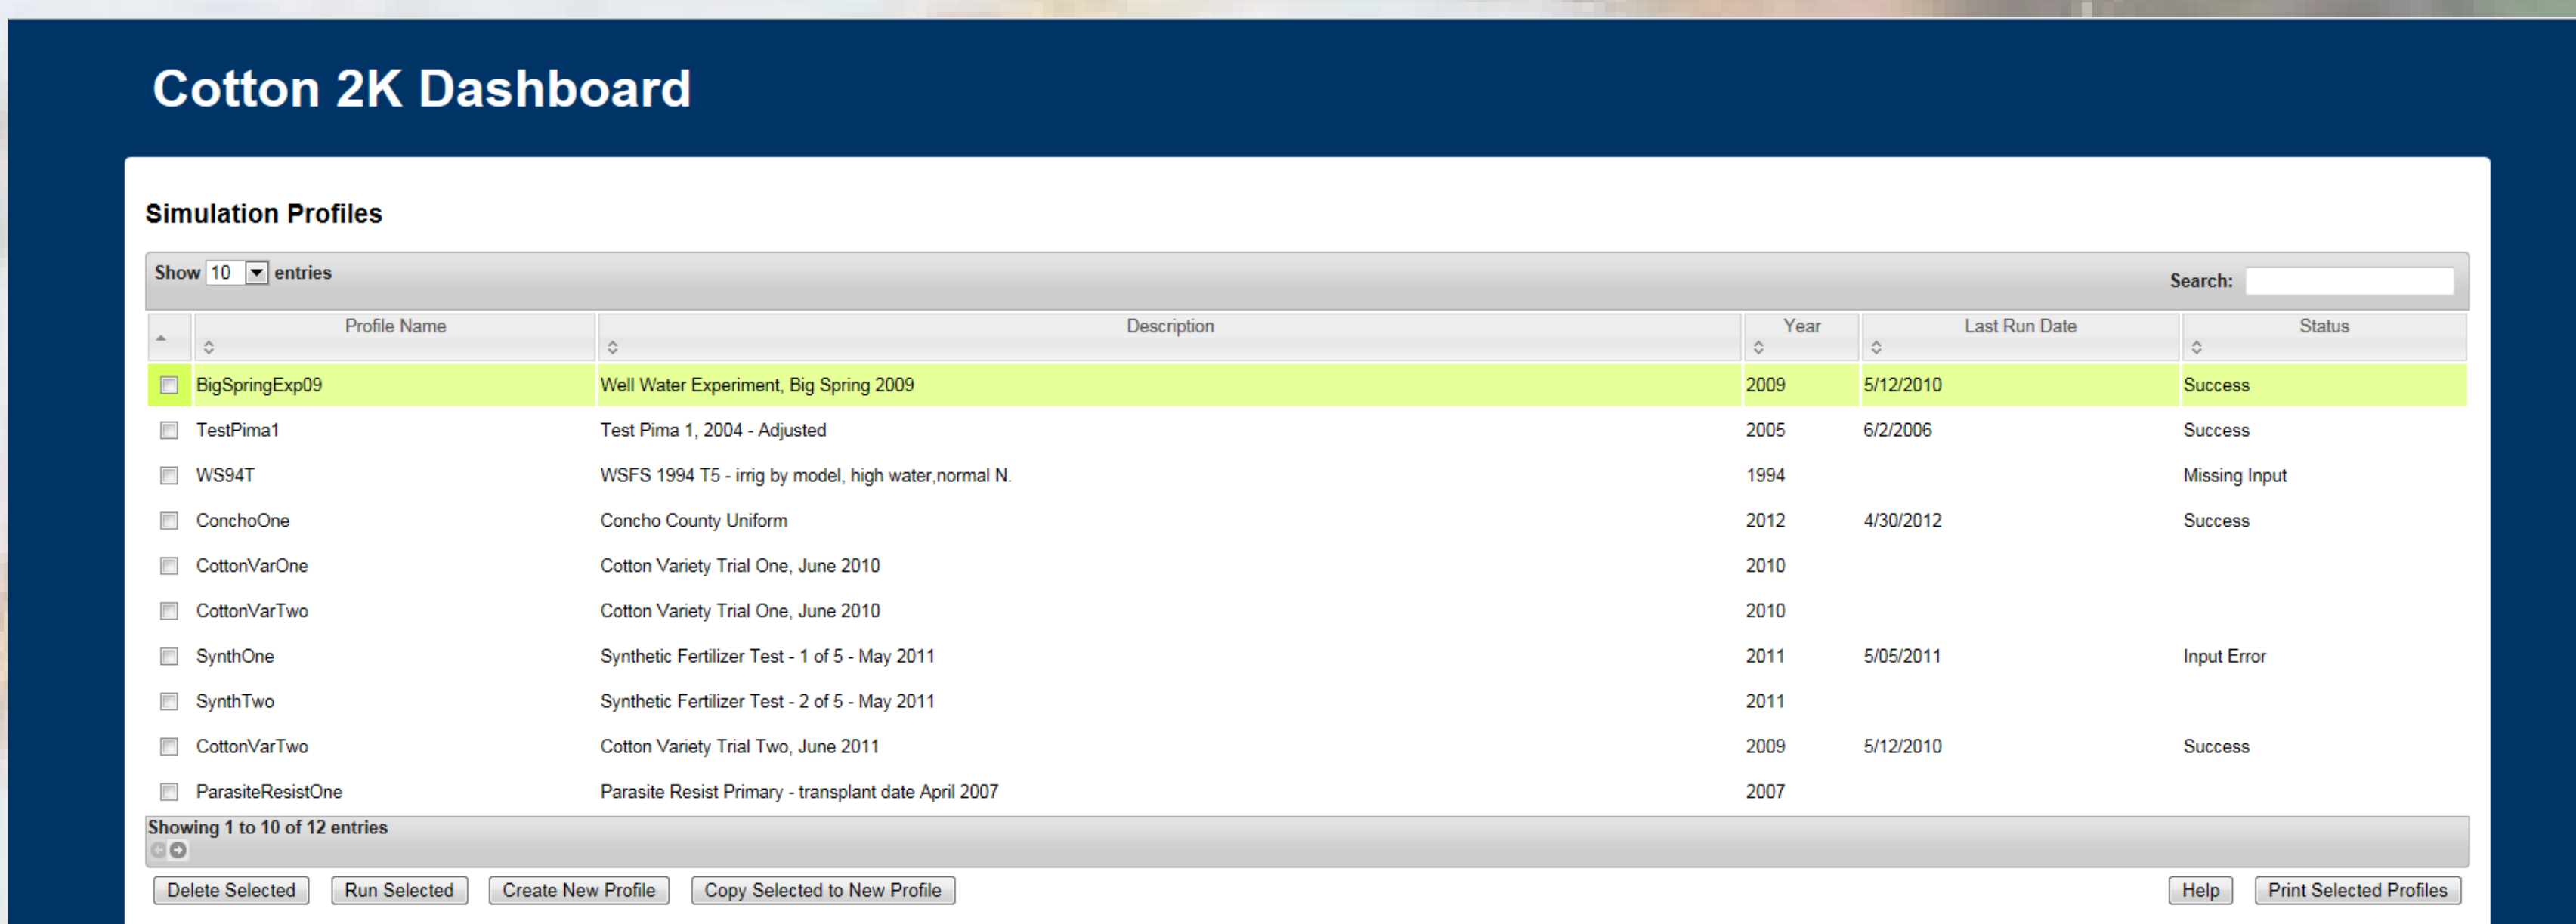 Cotton 2K Dashboard
Simulation Profiles
Show 10 entries
Search:
Profile Name Description Year Last Run Date Status
BigSpringExp09 Well Water Experiment, Big Spring 2009 2009 5/12/2010 Success
TestPima1 Test Pima 1, 2004 - Adjusted 2005 6/2/2006 Success
WS94T WSFS 1994 T5 - irrig by model, high water,normal N. 1994 Missing Input
ConchoOne Concho County Uniform 2012 4/30/2012 Success
CottonVarOne Cotton Variety Trial One, June 2010 2010
CottonVarTwo Cotton Variety Trial One, June 2010 2010
SynthOne Synthetic Fertilizer Test - 1 of 5 - May 2011 2011 5/05/2011 Input Error
SynthTwo Synthetic Fertilizer Test - 2 of 5 - May 2011 2011
CottonVarTwo Cotton Variety Trial Two, June 2011 2009 5/12/2010 Success
ParasiteResistOne Parasite Resist Primary - transplant date April 2007 2007
Showing 1 to 10 of 12 entries
Delete Selected Run Selected Create New Profile Copy Selected to New Profile Help Print Selected Profiles